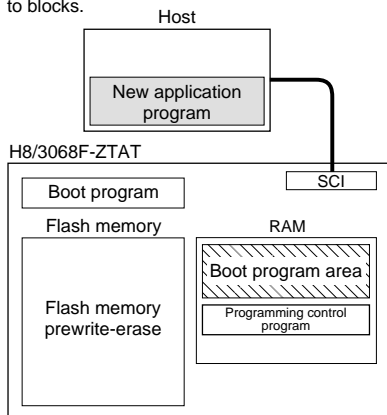 to blocks.
Host
New application
program
H8/3068F-ZTAT
SCI
Boot program
Flash memory
RAM
Boot program area
Flash memory
prewrite-erase
Programming control
program